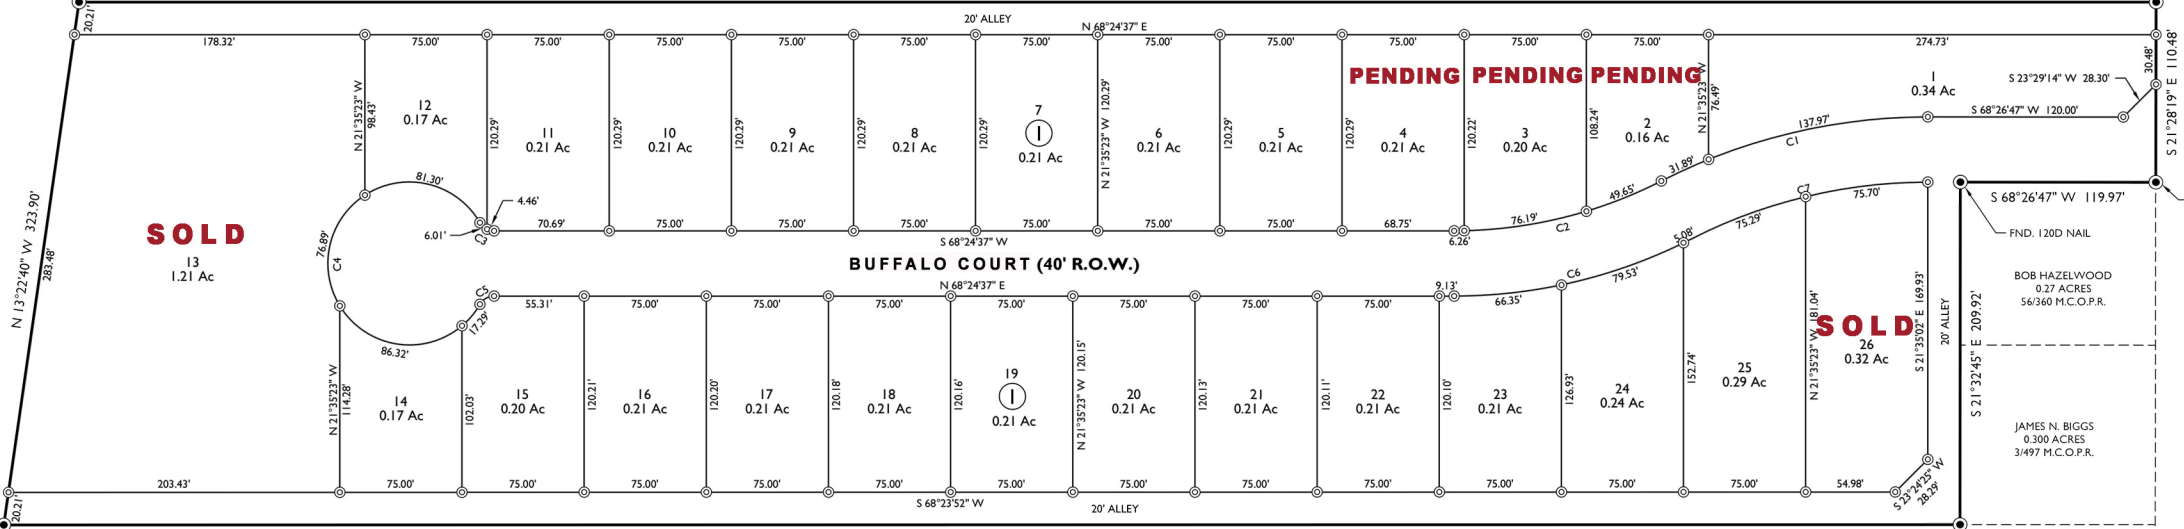 20.21'
20' ALLEY
N 68°24'37" E
178.32'
75.00'
75.00'
75.00'
75.00'
75.00'
75.00'
75.00'
75.00'
75.00'
75.00'
75.00'
274.73'
30.48'
S 21°28'19" E 110.48'
PENDING PENDING PENDING
N 21°35'23" W
98.43'
12
0.17 Ac
120.29'
11
0.21 Ac
120.29'
10
0.21 Ac
120.29'
9
0.21 Ac
120.29'
8
0.21 Ac
120.29'
7
1
0.21 Ac
N 21°35'23" W 120.29'
6
0.21 Ac
120.29'
5
0.21 Ac
120.29'
4
0.21 Ac
120.22'
3
0.20 Ac
108.24'
2
0.16 Ac
N 21°35'23" W
76.49'
1
0.34 Ac
S 23°29'14" W 28.30'
S 68°26'47" W 120.00'
137.97'
C1
31.89'
49.65'
76.19'
C2
6.26'
68.75'
75.00'
75.00'
75.00'
75.00'
75.00'
75.00'
70.69'
4.46'
6.01'
C3
81.30'
76.89'
C4
S 68°24'37" W
BUFFALO COURT (40' R.O.W.)
N 68°24'37" E
N 13°22'40" W 323.90'
283.48'
SOLD
13
1.21 Ac
C5
17.29'
86.32'
55.31'
75.00'
75.00'
75.00'
75.00'
75.00'
75.00'
9.13'
66.35'
C6
79.53'
5.08'
75.29'
C7
75.70'
S 68°26'47" W 119.97'
FND. 120D NAIL
BOB HAZELWOOD
0.27 ACRES
56/360 M.C.O.P.R.
JAMES N. BIGGS
0.300 ACRES
3/497 M.C.O.P.R.
N 21°35'23" W
114.28'
14
0.17 Ac
102.03'
15
0.20 Ac
120.21'
16
0.21 Ac
120.20'
17
0.21 Ac
120.18'
18
0.21 Ac
120.16'
19
1
0.21 Ac
N 21°35'23" W 120.15'
20
0.21 Ac
120.13'
21
0.21 Ac
120.11'
22
0.21 Ac
120.10'
23
0.21 Ac
126.93'
24
0.24 Ac
152.74'
25
0.29 Ac
N 21°35'23" W 181.04'
SOLD
26
0.32 Ac
S 21°35'02" E 169.93'
20' ALLEY
S 21°32'45" E 209.92'
203.43'
75.00'
75.00'
75.00'
75.00'
75.00'
75.00'
75.00'
75.00'
75.00'
75.00'
75.00'
75.00'
54.98'
S 23°24'25" W
28.29'
S 68°23'52" W
20' ALLEY
20.21'